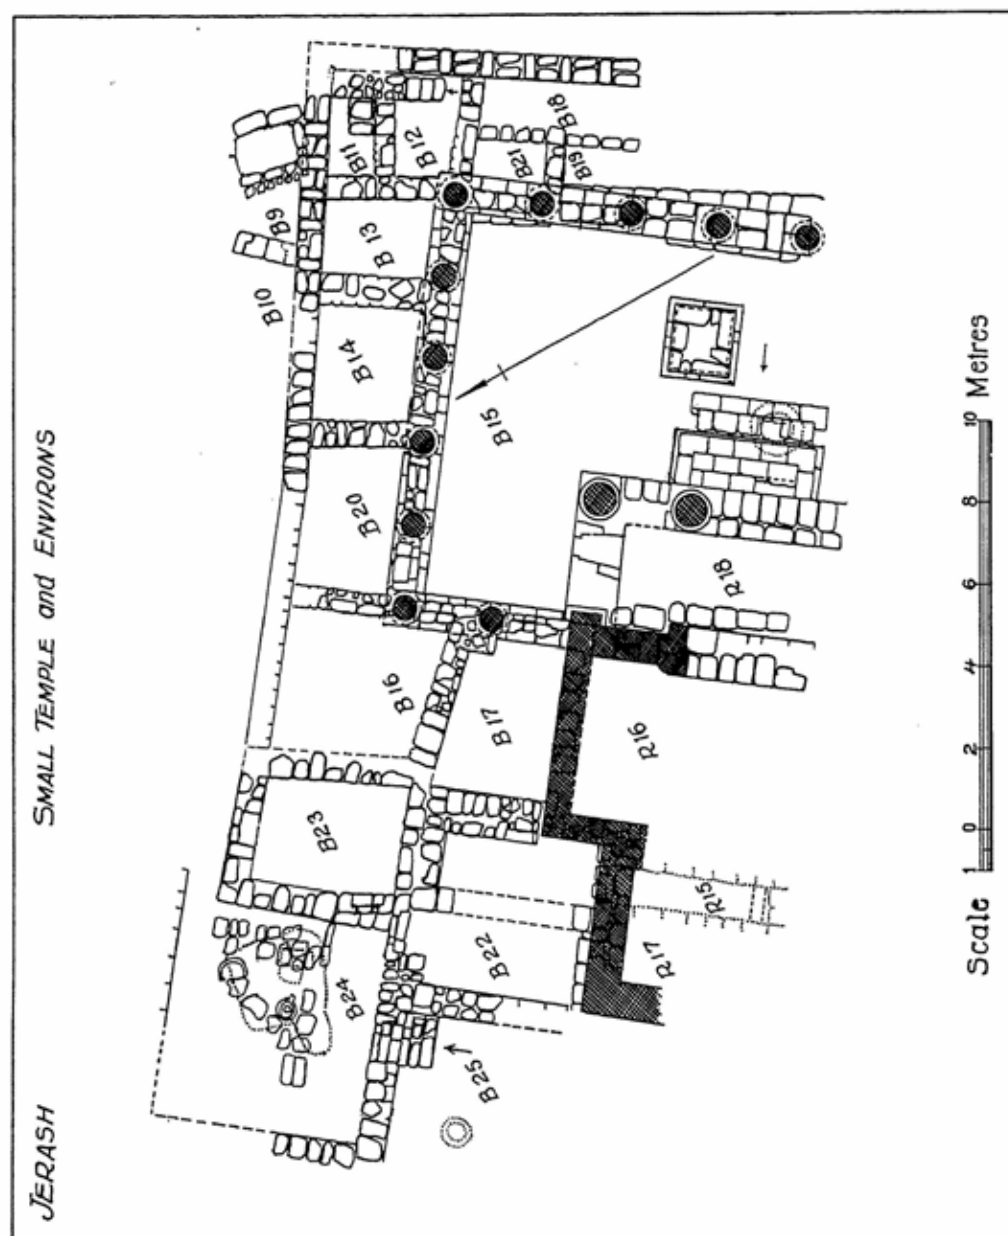 JERASH
SMALL TEMPLE and ENVIRONS
B9
B10
B11
B12
B13
B14
B15
B16
B17
B18
B19
B20
B21
B22
B23
B24
B25
R15
R16
R17
R18
Scale 1 0 2 4 6 8 10 Metres